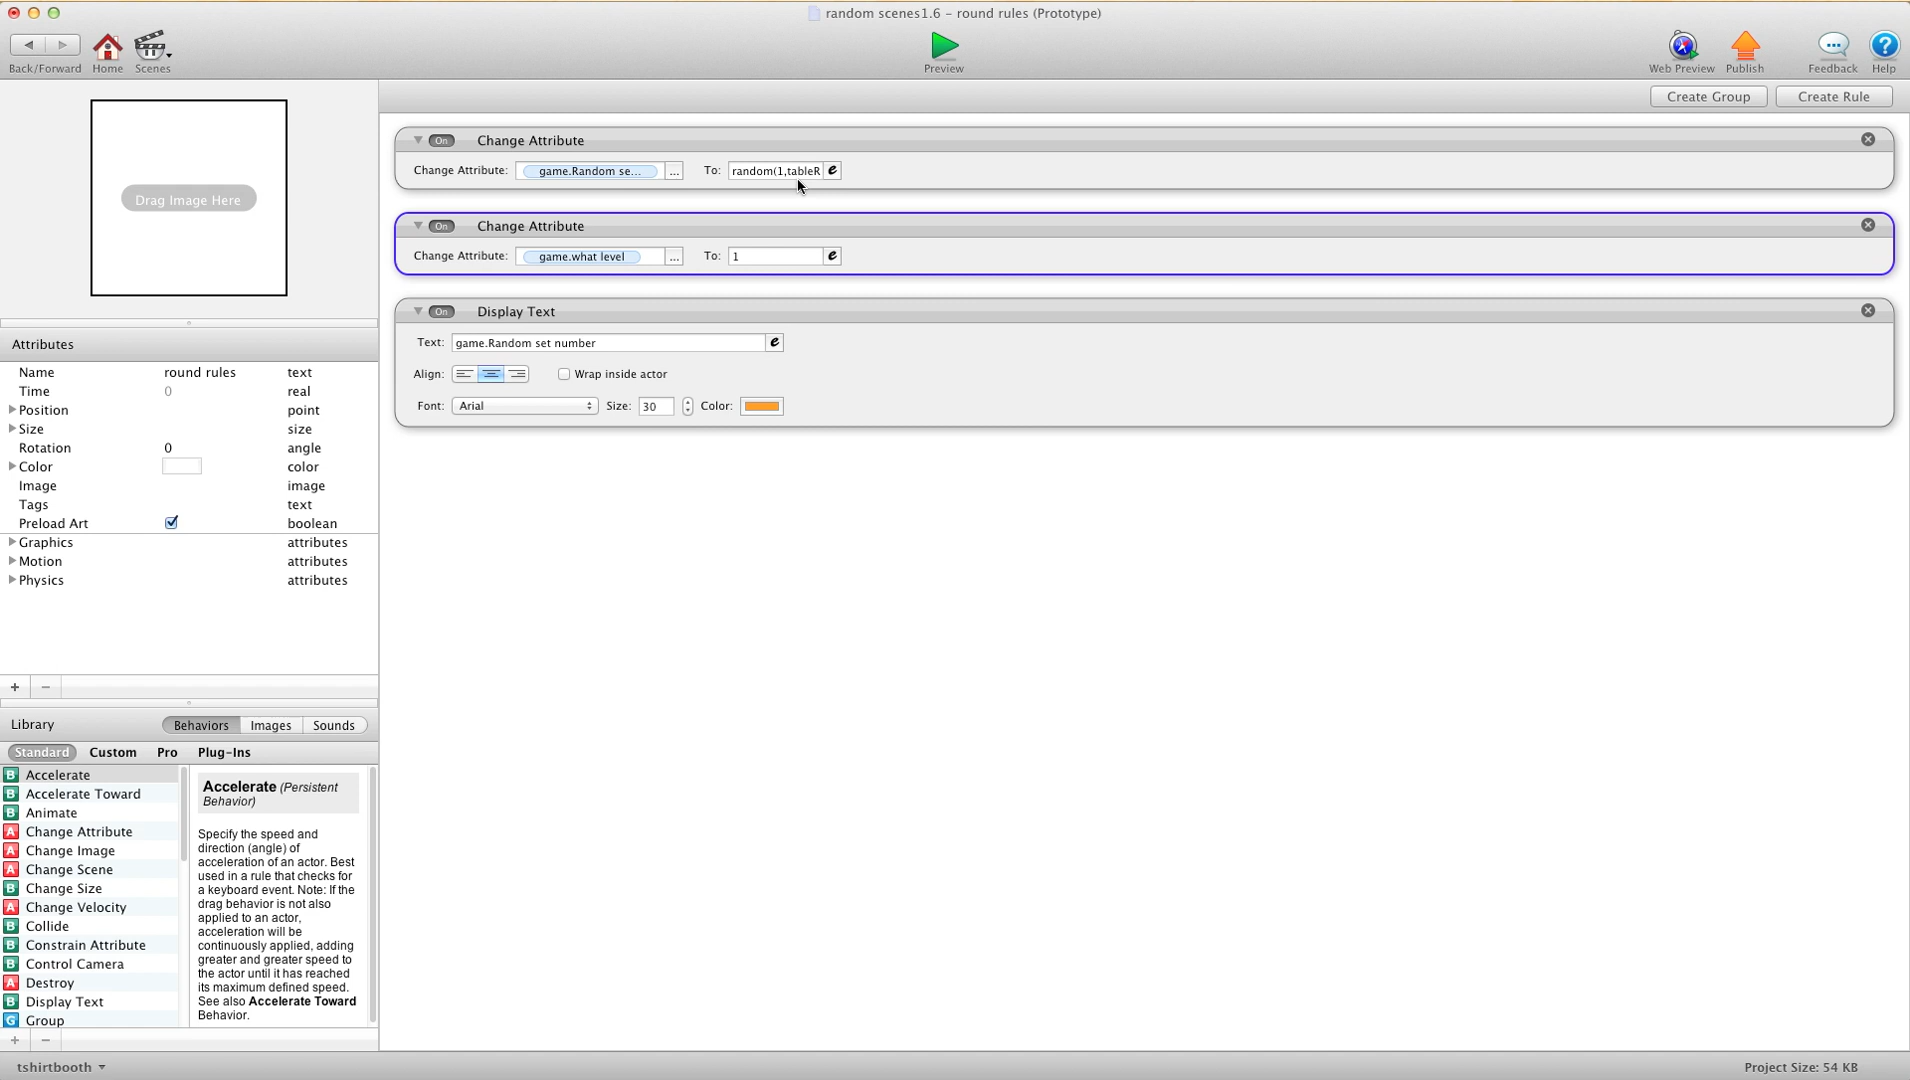 random scenes1.6 – round rules (Prototype)
Back/Forward Home Scenes Preview Web Preview Publish Feedback Help
Create Group Create Rule
Drag Image Here
On Change Attribute
Change Attribute: game.Random se... ... To: random(1,tableR e
On Change Attribute
Change Attribute: game.what level ... To: 1 e
On Display Text
Text: game.Random set number e
Align: Wrap inside actor
Font: Arial Size: 30 Color:
Attributes
Name round rules text
Time 0 real
Position point
Size size
Rotation 0 angle
Color color
Image image
Tags text
Preload Art boolean
Graphics attributes
Motion attributes
Physics attributes
+ −
Library Behaviors Images Sounds
Standard Custom Pro Plug-Ins
B Accelerate
B Accelerate Toward
B Animate
A Change Attribute
A Change Image
A Change Scene
B Change Size
A Change Velocity
B Collide
B Constrain Attribute
B Control Camera
A Destroy
B Display Text
G Group
Accelerate (Persistent
Behavior)
Specify the speed and
direction (angle) of
acceleration of an actor. Best
used in a rule that checks for
a keyboard event. Note: If the
drag behavior is not also
applied to an actor,
acceleration will be
continuously applied, adding
greater and greater speed to
the actor until it has reached
its maximum defined speed.
See also Accelerate Toward
Behavior.
+ −
tshirtbooth Project Size: 54 KB